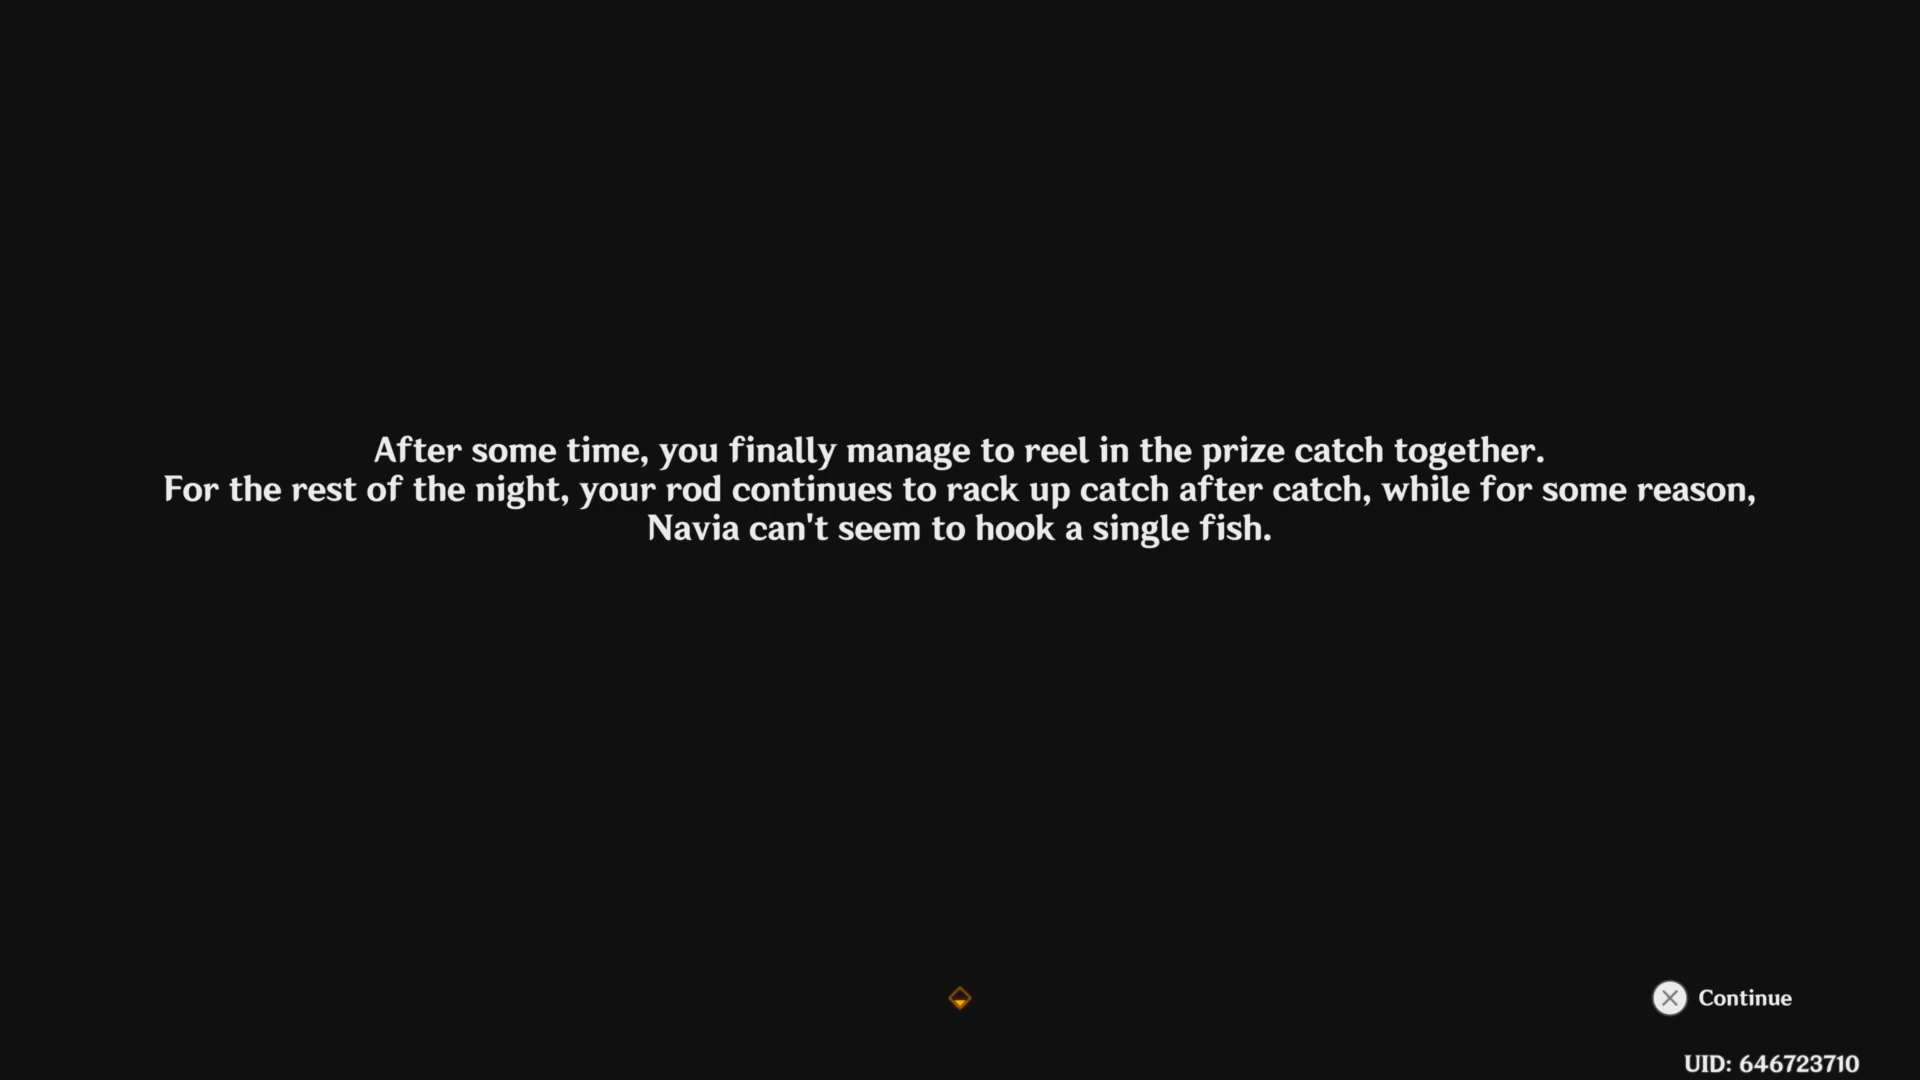 After some time, you finally manage to reel in the prize catch together.
For the rest of the night, your rod continues to rack up catch after catch, while for some reason,
Navia can't seem to hook a single fish.
Continue
UID: 646723710